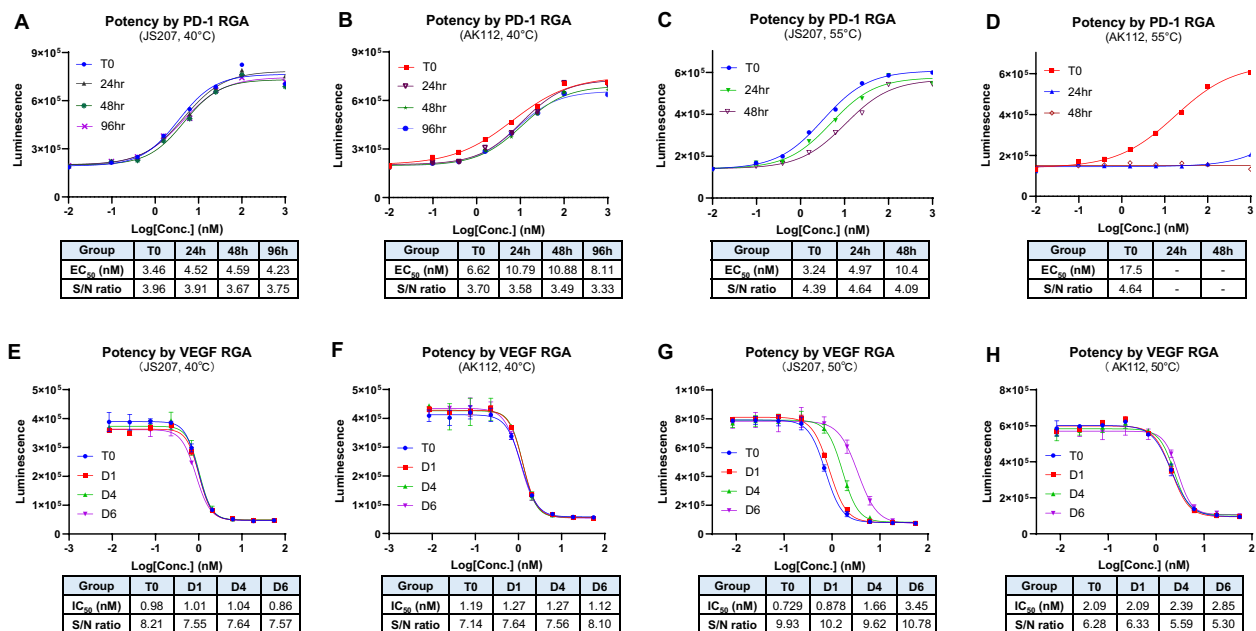 A
Potency by PD-1 RGA
(JS207, 40°C)
9×10⁵
6×10⁵
3×10⁵
0
Luminescence
T0
24hr
48hr
96hr
-2 -1 0 1 2 3
Log[Conc.] (nM)
Group T0 24h 48h 96h
EC₅₀ (nM) 3.46 4.52 4.59 4.23
S/N ratio 3.96 3.91 3.67 3.75
B
Potency by PD-1 RGA
(AK112, 40°C)
9×10⁵
6×10⁵
3×10⁵
0
Luminescence
T0
24hr
48hr
96hr
-2 -1 0 1 2 3
Log[Conc.] (nM)
Group T0 24h 48h 96h
EC₅₀ (nM) 6.62 10.79 10.88 8.11
S/N ratio 3.70 3.58 3.49 3.33
C
Potency by PD-1 RGA
(JS207, 55°C)
6×10⁵
4×10⁵
2×10⁵
0
Luminescence
T0
24hr
48hr
-2 -1 0 1 2 3
Log[Conc.] (nM)
Group T0 24h 48h
EC₅₀ (nM) 3.24 4.97 10.4
S/N ratio 4.39 4.64 4.09
D
Potency by PD-1 RGA
(AK112, 55°C)
6×10⁵
4×10⁵
2×10⁵
0
Luminescence
T0
24hr
48hr
-2 -1 0 1 2 3
Log[Conc.] (nM)
Group T0 24h 48h
EC₅₀ (nM) 17.5 - -
S/N ratio 4.64 - -
E
Potency by VEGF RGA
(JS207, 40°C)
5×10⁵
4×10⁵
3×10⁵
2×10⁵
1×10⁵
0
Luminescence
T0
D1
D4
D6
-3 -2 -1 0 1 2
Log[Conc.] (nM)
Group T0 D1 D4 D6
IC₅₀ (nM) 0.98 1.01 1.04 0.86
S/N ratio 8.21 7.55 7.64 7.57
F
Potency by VEGF RGA
(AK112, 40°C)
5×10⁵
4×10⁵
3×10⁵
2×10⁵
1×10⁵
0
Luminescence
T0
D1
D4
D6
-3 -2 -1 0 1 2
Log[Conc.] (nM)
Group T0 D1 D4 D6
IC₅₀ (nM) 1.19 1.27 1.27 1.12
S/N ratio 7.14 7.64 7.56 8.10
G
Potency by VEGF RGA
(JS207, 50°C)
1×10⁶
8×10⁵
6×10⁵
4×10⁵
2×10⁵
0
Luminescence
T0
D1
D4
D6
-2 -1 0 1 2
Log[Conc.] (nM)
Group T0 D1 D4 D6
IC₅₀ (nM) 0.729 0.878 1.66 3.45
S/N ratio 9.93 10.2 9.62 10.78
H
Potency by VEGF RGA
( AK112, 50°C)
8×10⁵
6×10⁵
4×10⁵
2×10⁵
0
Luminescence
T0
D1
D4
D6
-2 -1 0 1 2
Log[Conc.] (nM)
Group T0 D1 D4 D6
IC₅₀ (nM) 2.09 2.09 2.39 2.85
S/N ratio 6.28 6.33 5.59 5.30